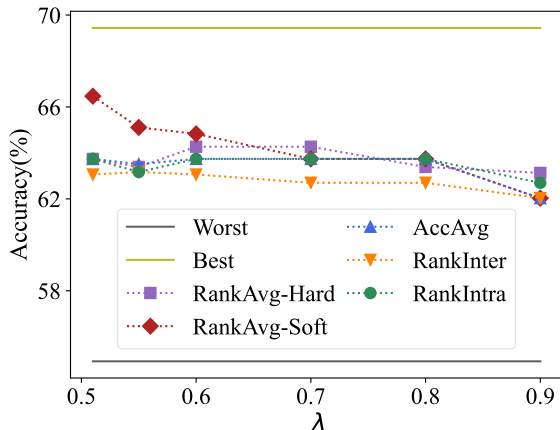 70
66
62
58
Accuracy(%)
Worst
Best
RankAvg-Hard
RankAvg-Soft
AccAvg
RankInter
RankIntra
0.5
0.6
0.7
0.8
0.9
λ